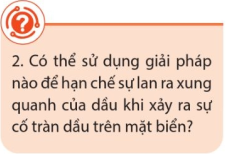 2. Có thể sử dụng giải pháp
nào để hạn chế sự lan ra xung
quanh của dầu khi xảy ra sự
cố tràn dầu trên mặt biển?